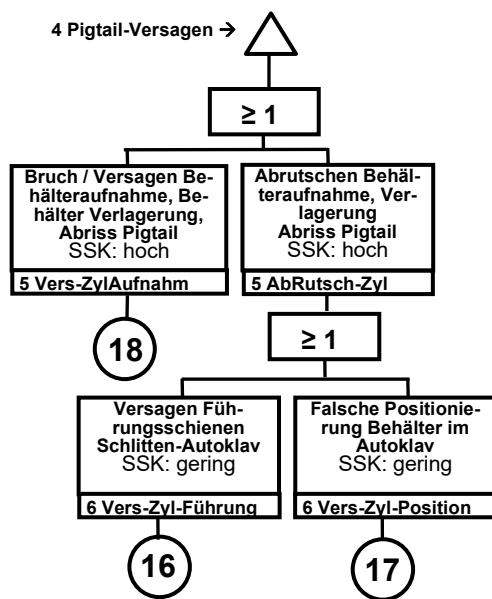 4 Pigtail-Versagen →
≥ 1
Bruch / Versagen Be-
hälteraufnahme, Be-
hälter Verlagerung,
Abriss Pigtail
SSK: hoch
5 Vers-ZylAufnahm
18
Abrutschen Behäl-
teraufnahme, Ver-
lagerung
Abriss Pigtail
SSK: hoch
5 AbRutsch-Zyl
≥ 1
Versagen Füh-
rungsschienen
Schlitten-Autoklav
SSK: gering
6 Vers-Zyl-Führung
16
Falsche Positionie-
rung Behälter im
Autoklav
SSK: gering
6 Vers-Zyl-Position
17